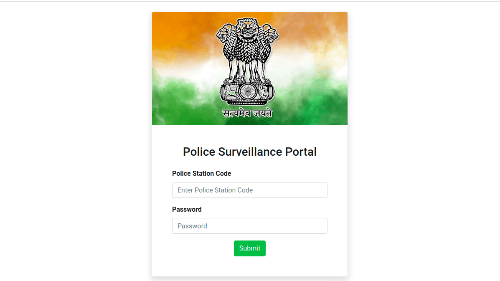 सत्यमेव जयते
Police Surveillance Portal
Police Station Code
Enter Police Station Code
Password
Password
Submit